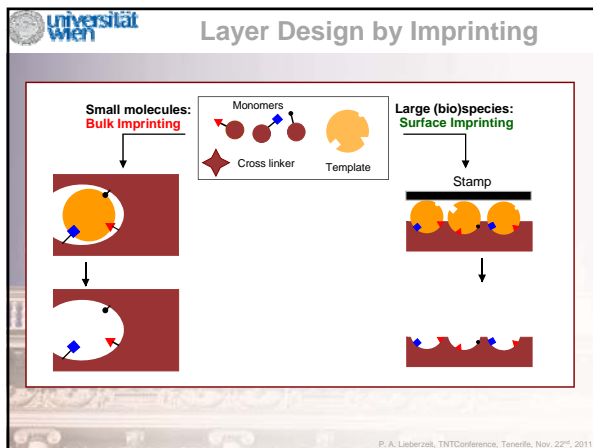 universität
wien
Layer Design by Imprinting
Small molecules:
Bulk Imprinting
Monomers
Cross linker
Template
Large (bio)species:
Surface Imprinting
Stamp
P. A. Lieberzeit, TNTConference, Tenerife, Nov. 22nd, 2011